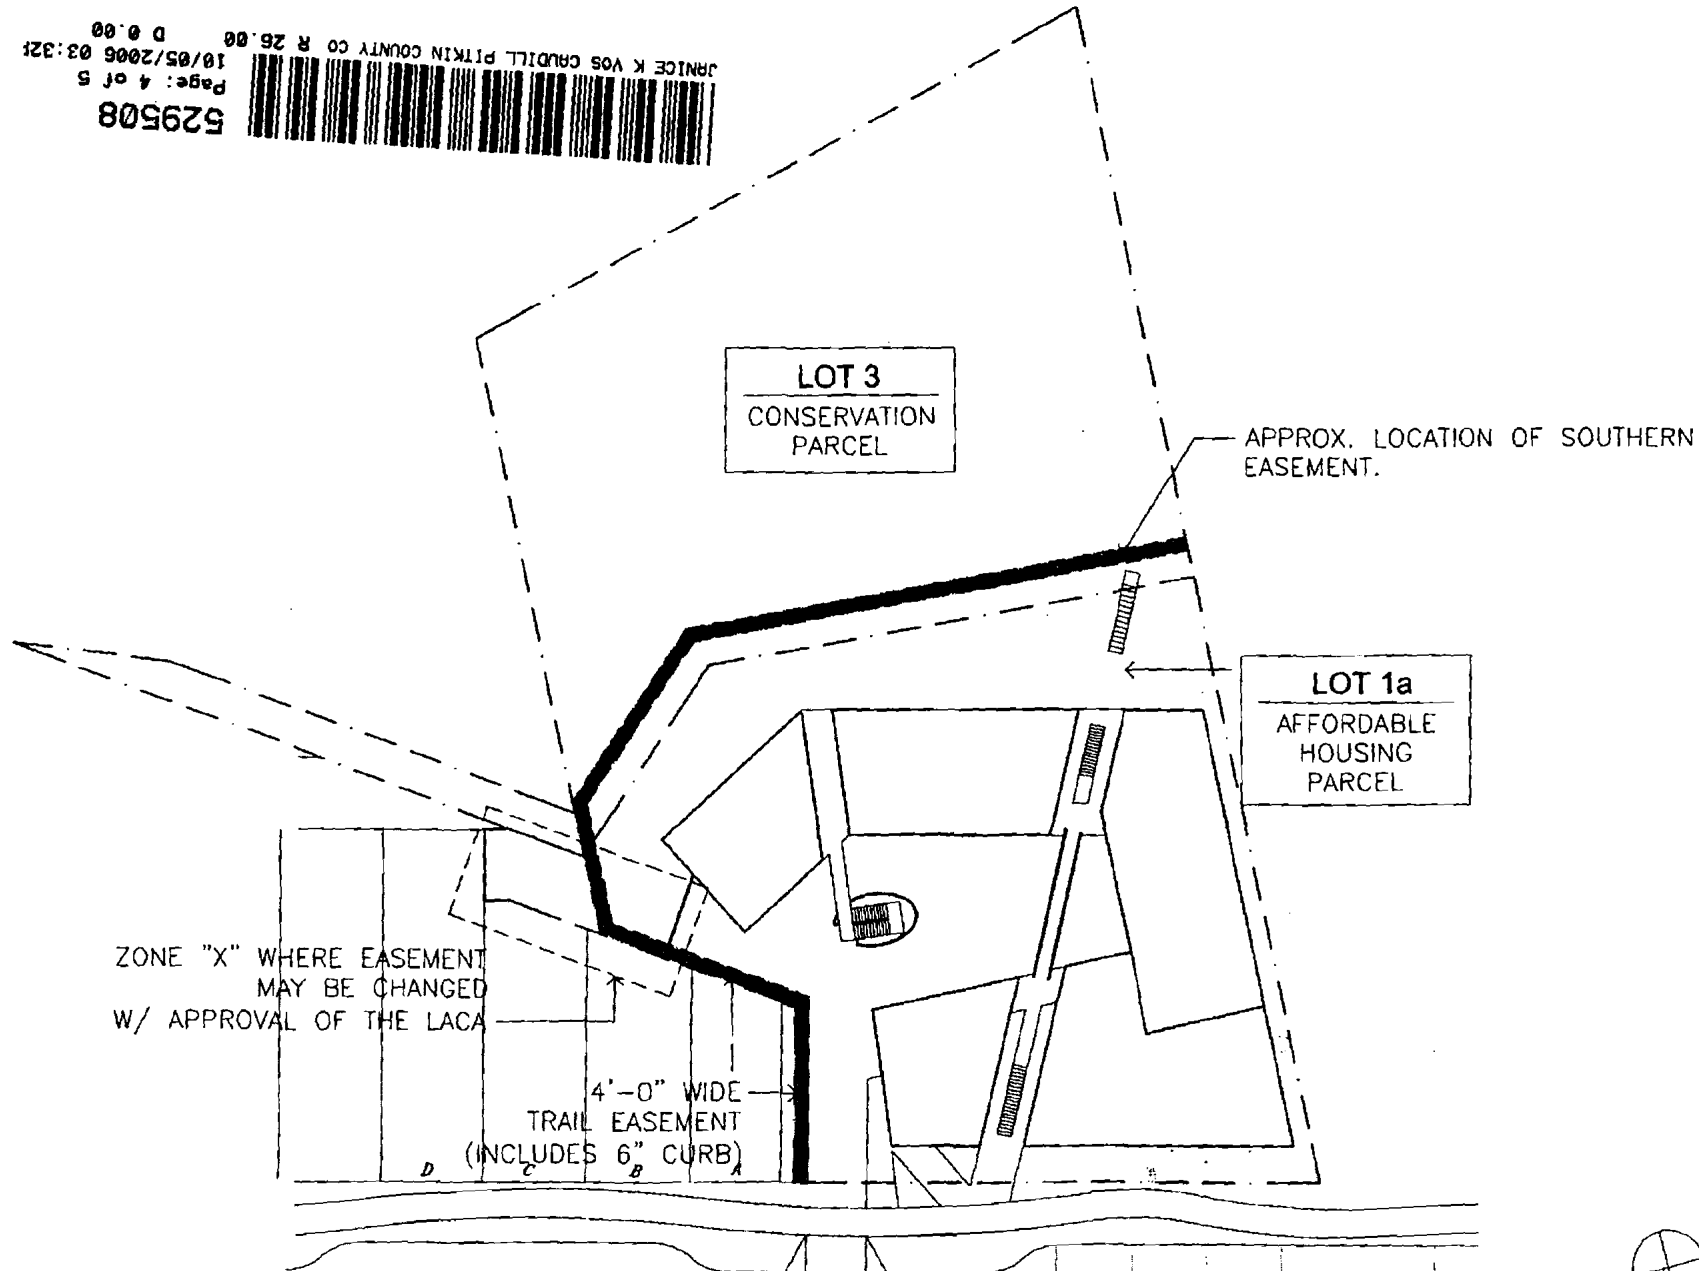 JANICE K VOS CAUDILL PITKIN COUNTY CO R 26.00 D 0.00
529508
Page: 4 of 5
10/05/2006 03:32F
LOT 3
CONSERVATION
PARCEL
APPROX. LOCATION OF SOUTHERN
EASEMENT.
LOT 1a
AFFORDABLE
HOUSING
PARCEL
ZONE "X" WHERE EASEMENT
MAY BE CHANGED
W/ APPROVAL OF THE LACA
4'-0" WIDE
TRAIL EASEMENT
(INCLUDES 6" CURB)
D C B A